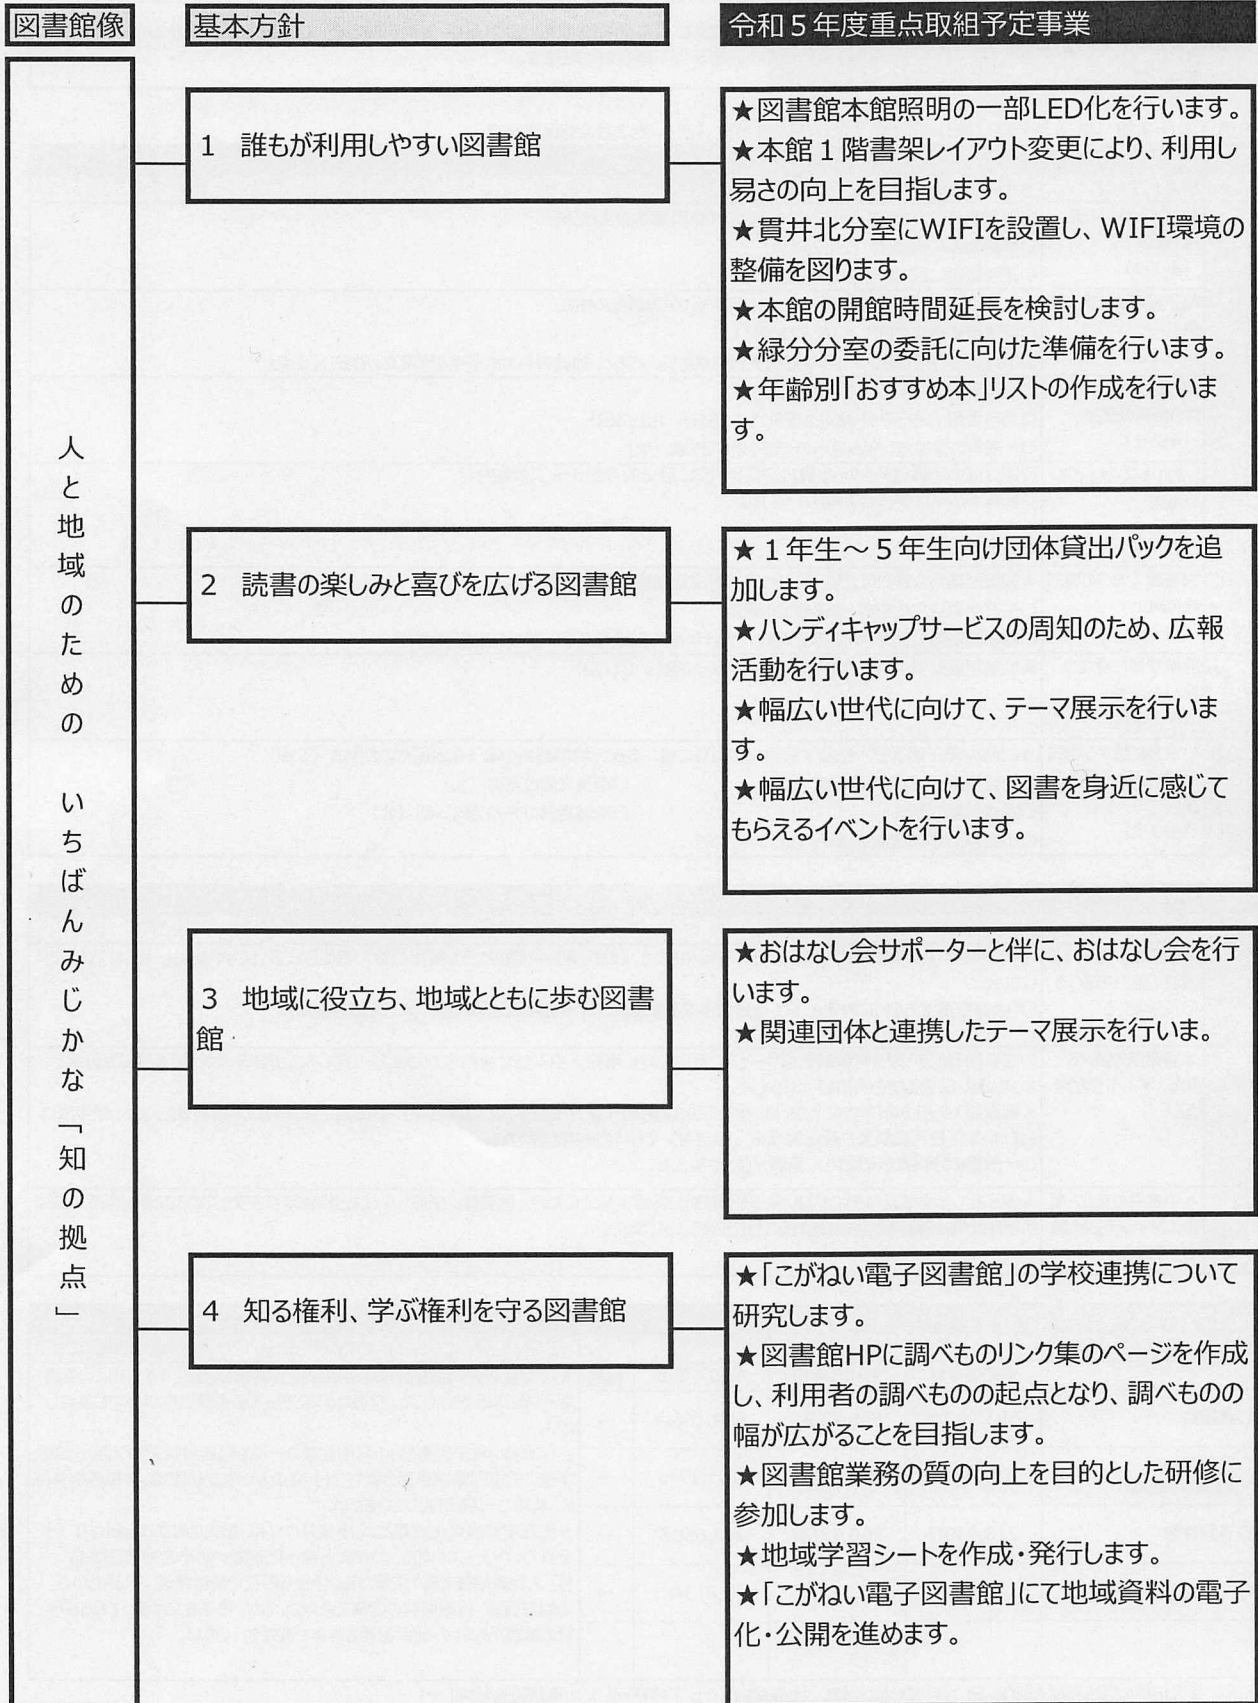 図書館像
基本方針
令和5年度重点取組予定事業
人と地域のための　いちばんみじかな「知の拠点」
1　誰もが利用しやすい図書館
★図書館本館照明の一部LED化を行います。
★本館1階書架レイアウト変更により、利用し
易さの向上を目指します。
★貫井北分室にWIFIを設置し、WIFI環境の
整備を図ります。
★本館の開館時間延長を検討します。
★緑分分室の委託に向けた準備を行います。
★年齢別「おすすめ本」リストの作成を行いま
す。
2　読書の楽しみと喜びを広げる図書館
★1年生～5年生向け団体貸出パックを追
加します。
★ハンディキャップサービスの周知のため、広報
活動を行います。
★幅広い世代に向けて、テーマ展示を行いま
す。
★幅広い世代に向けて、図書を身近に感じて
もらえるイベントを行います。
3　地域に役立ち、地域とともに歩む図書
館
★おはなし会サポーターと伴に、おはなし会を行
います。
★関連団体と連携したテーマ展示を行いま。
4　知る権利、学ぶ権利を守る図書館
★「こがねい電子図書館」の学校連携について
研究します。
★図書館HPに調べものリンク集のページを作成
し、利用者の調べものの起点となり、調べものの
幅が広がることを目指します。
★図書館業務の質の向上を目的とした研修に
参加します。
★地域学習シートを作成・発行します。
★「こがねい電子図書館」にて地域資料の電子
化・公開を進めます。